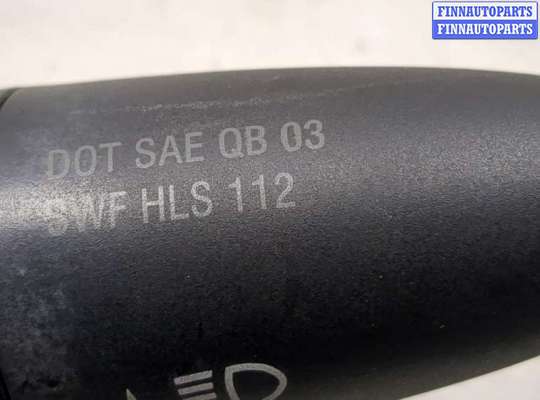 FINNAUTOPARTS
FINNAUTOPARTS
DOT SAE QB 03
SWF HLS 112